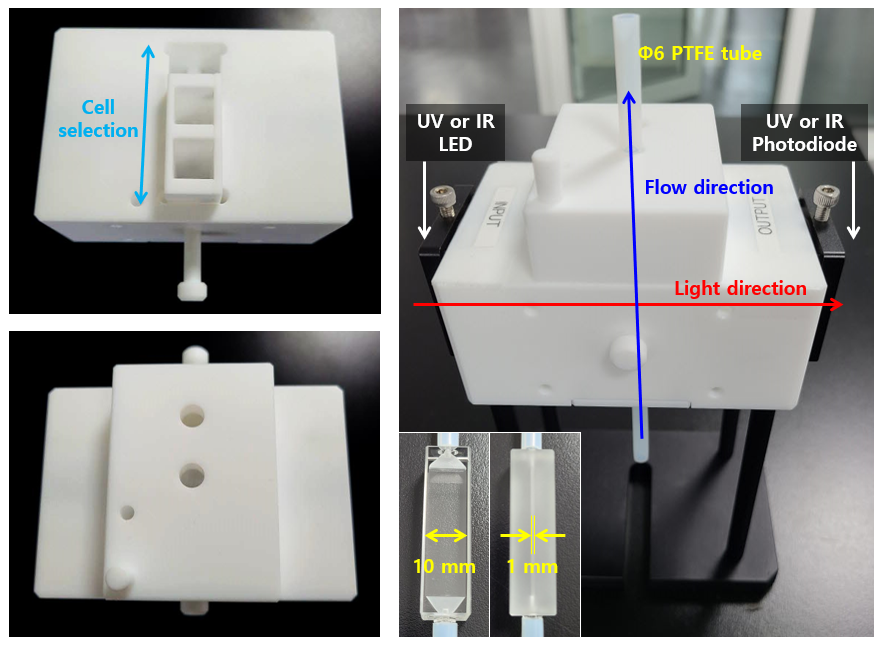 Cell
selection
Φ6 PTFE tube
UV or IR
LED
UV or IR
Photodiode
Flow direction
INPUT
OUTPUT
Light direction
10 mm
1 mm